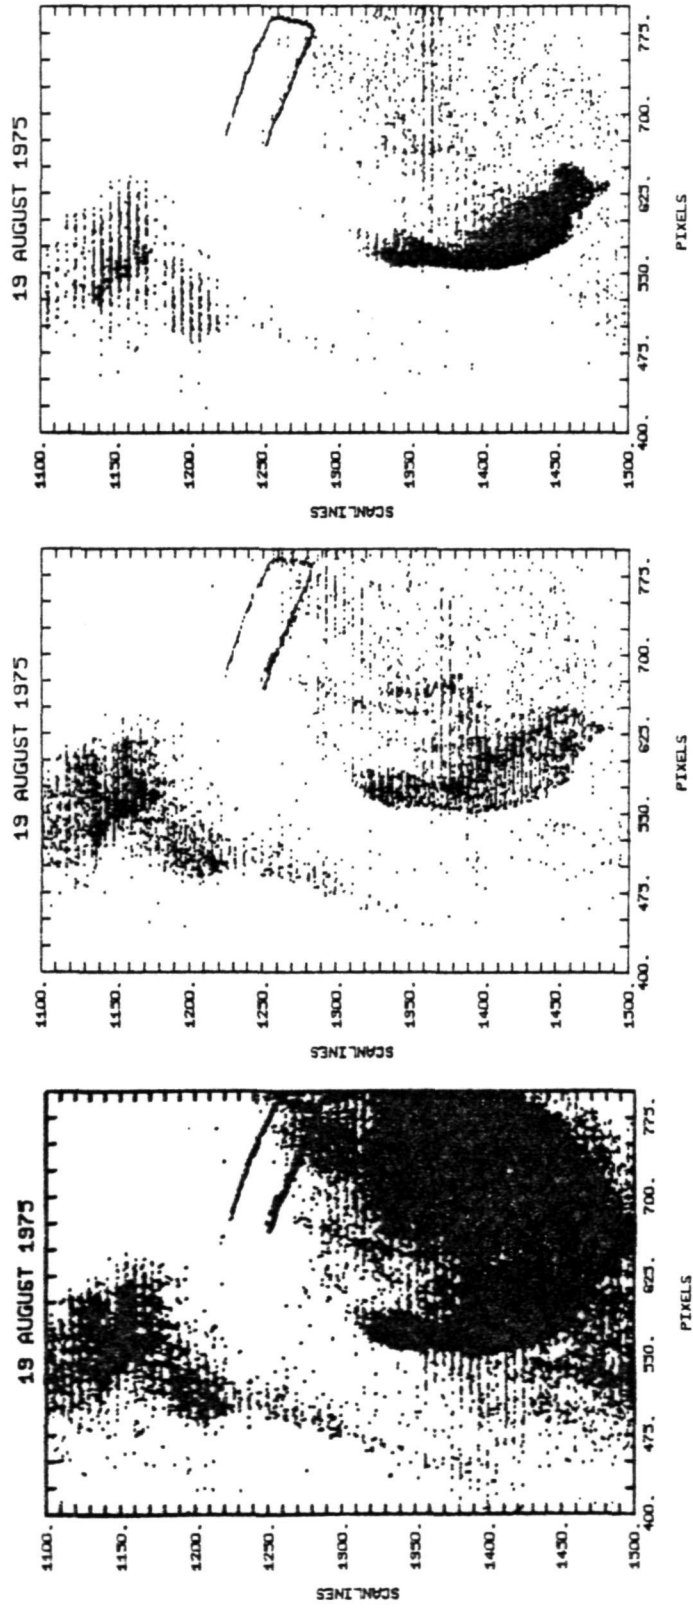 19 AUGUST 1975
1100.
1150.
1200.
1250.
1300.
1350.
1400.
1450.
1500.
SCANLINES
400. 475. 550. 625. 700. 775.
PIXELS
19 AUGUST 1975
1100.
1150.
1200.
1250.
1300.
1350.
1400.
1450.
1500.
SCANLINES
400. 475. 550. 625. 700. 775.
PIXELS
19 AUGUST 1975
1100.
1150.
1200.
1250.
1300.
1350.
1400.
1450.
1500.
SCANLINES
400. 475. 550. 625. 700. 775.
PIXELS